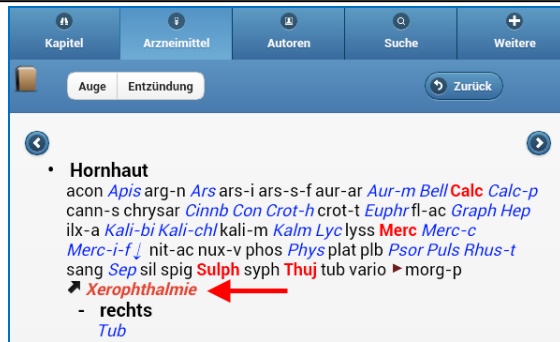 Kapitel Arzneimittel Autoren Suche Weitere
Auge Entzündung Zurück
• Hornhaut
acon Apis arg-n Ars ars-i ars-s-f aur-ar Aur-m Bell Calc Calc-p
cann-s chrysar Cinnb Con Crot-h crot-t Euphr fl-ac Graph Hep
ilx-a Kali-bi Kali-chl kali-m Kalm Lyc lyss Merc Merc-c
Merc-i-f↓ nit-ac nux-v phos Phys plat plb Psor Puls Rhus-t
sang Sep sil spig Sulph syph Thuj tub vario ►morg-p
Xerophthalmie
- rechts
Tub